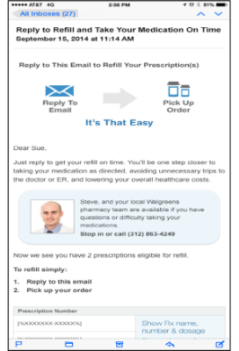 AT&T 4G 2:56 PM 81%
All Inboxes (27)
Reply to Refill and Take Your Medication On Time
September 15, 2014 at 11:14 AM
Reply to This Email to Refill Your Prescription(s)
Reply To Email
Pick Up Order
It's That Easy
Dear Sue,
Just reply to get your refill on time. You'll be one step closer to
taking your medication as directed, avoiding unnecessary trips to
the doctor or ER, and lowering your overall healthcare costs.
Steve, and your local Walgreens
pharmacy team are available if you have
questions or difficulty taking your
medications.
Stop in or call (312) 863-4249
Now we see you have 2 prescriptions eligible for refill.
To refill simply:
1. Reply to this email
2. Pick up your order
Prescription Number
Show Rx name,
number & dosage